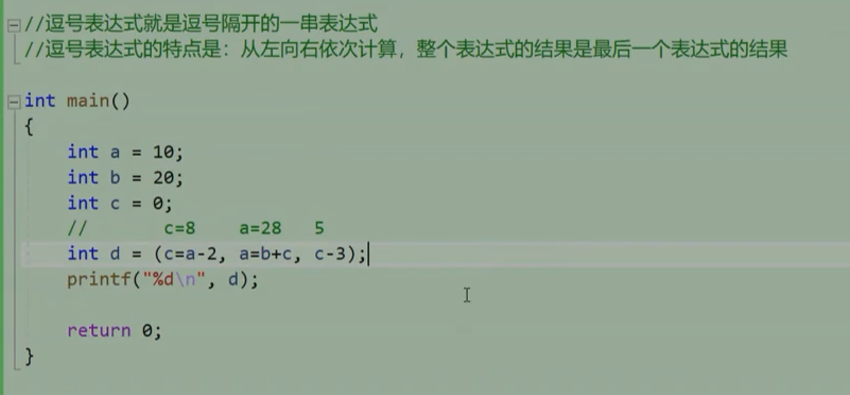 //逗号表达式就是逗号隔开的一串表达式
//逗号表达式的特点是：从左向右依次计算，整个表达式的结果是最后一个表达式的结果
int main()
{
int a = 10;
int b = 20;
int c = 0;
//       c=8    a=28   5
int d = (c=a-2, a=b+c, c-3);
printf("%d\n", d);
return 0;
}